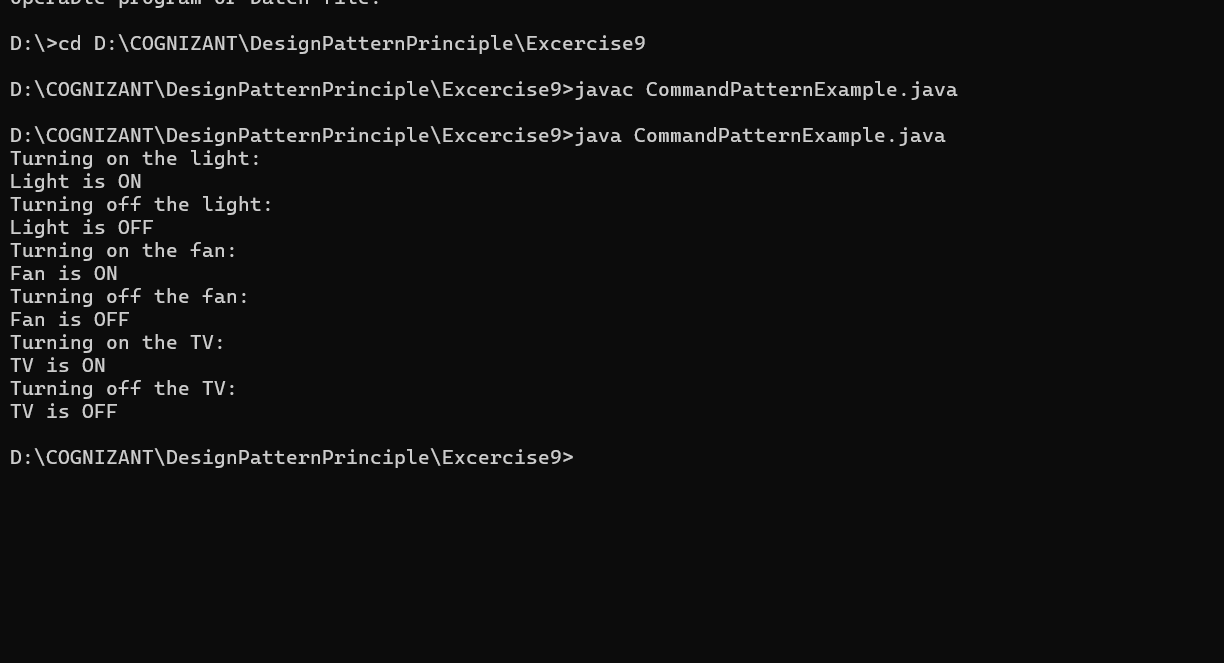 operable program or batch file.
D:\>cd D:\COGNIZANT\DesignPatternPrinciple\Excercise9
D:\COGNIZANT\DesignPatternPrinciple\Excercise9>javac CommandPatternExample.java
D:\COGNIZANT\DesignPatternPrinciple\Excercise9>java CommandPatternExample.java
Turning on the light:
Light is ON
Turning off the light:
Light is OFF
Turning on the fan:
Fan is ON
Turning off the fan:
Fan is OFF
Turning on the TV:
TV is ON
Turning off the TV:
TV is OFF
D:\COGNIZANT\DesignPatternPrinciple\Excercise9>